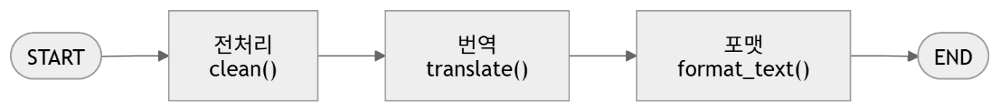 START
전처리
clean()
번역
translate()
포맷
format_text()
END